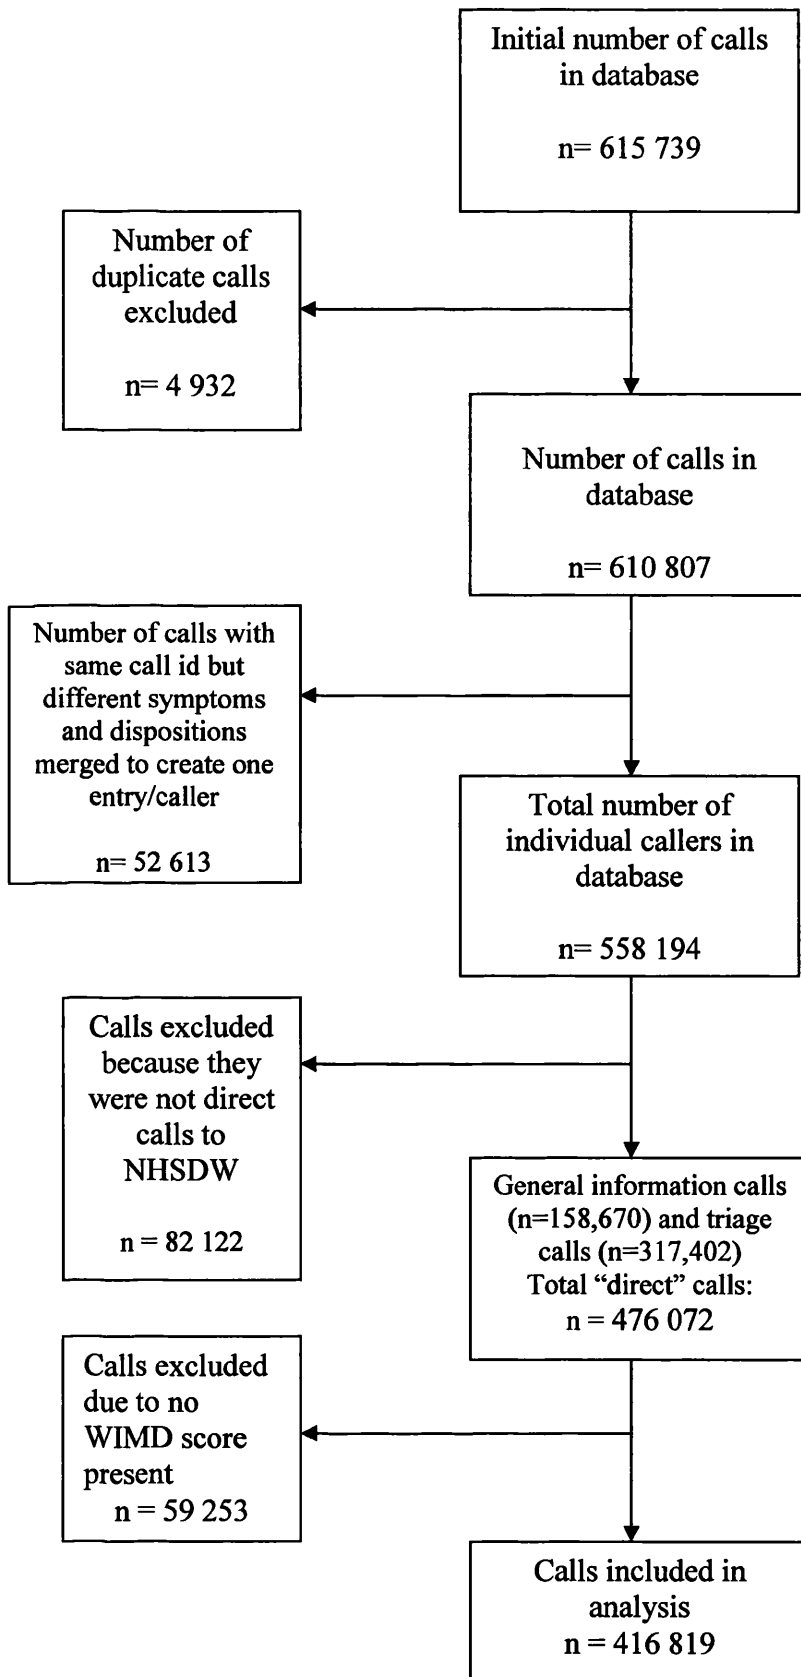 Initial number of calls
in database
n= 615 739
Number of
duplicate calls
excluded
n= 4 932
Number of calls in
database
n= 610 807
Number of calls with
same call id but
different symptoms
and dispositions
merged to create one
entry/caller
n= 52 613
Total number of
individual callers in
database
n= 558 194
Calls excluded
because they
were not direct
calls to
NHSDW
n = 82 122
General information calls
(n=158,670) and triage
calls (n=317,402)
Total “direct” calls:
n = 476 072
Calls excluded
due to no
WIMD score
present
n = 59 253
Calls included in
analysis
n = 416 819